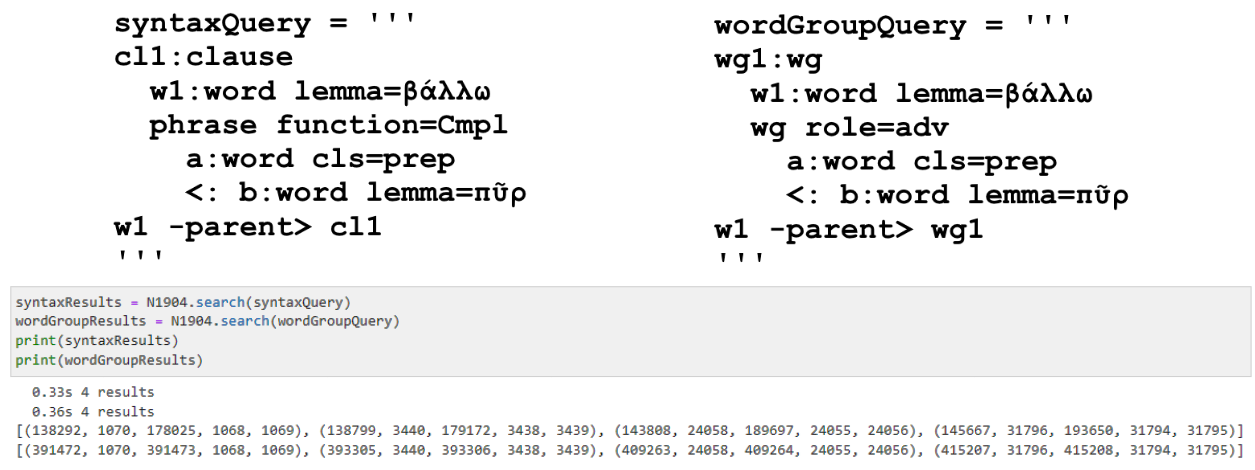 syntaxQuery = '''
cl1:clause
w1:word lemma=βάλλω
phrase function=Cmpl
a:word cls=prep
<: b:word lemma=πῦρ
w1 -parent> cl1
'''
wordGroupQuery = '''
wg1:wg
w1:word lemma=βάλλω
wg role=adv
a:word cls=prep
<: b:word lemma=πῦρ
w1 -parent> wg1
'''
syntaxResults = N1904.search(syntaxQuery)
wordGroupResults = N1904.search(wordGroupQuery)
print(syntaxResults)
print(wordGroupResults)
0.33s 4 results
0.36s 4 results
[(138292, 1070, 178025, 1068, 1069), (138799, 3440, 179172, 3438, 3439), (143808, 24058, 189697, 24055, 24056), (145667, 31796, 193650, 31794, 31795)]
[(391472, 1070, 391473, 1068, 1069), (393305, 3440, 393306, 3438, 3439), (409263, 24058, 409264, 24055, 24056), (415207, 31796, 415208, 31794, 31795)]